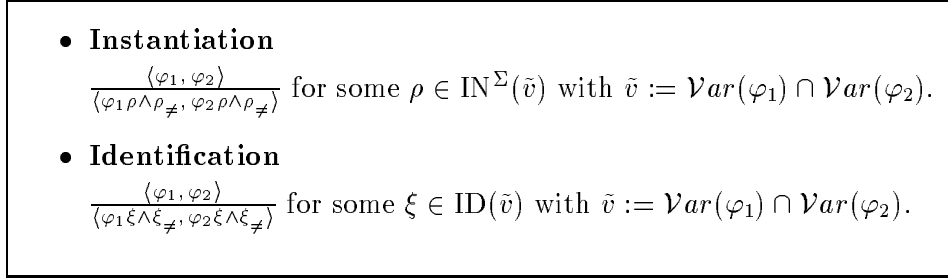 • Instantiation
⟨φ₁, φ₂⟩
⟨φ₁ρ∧ρ≠, φ₂ρ∧ρ≠⟩ for some ρ ∈ IN^Σ(ṽ) with ṽ := Var(φ₁) ∩ Var(φ₂).
• Identification
⟨φ₁, φ₂⟩
⟨φ₁ξ∧ξ≠, φ₂ξ∧ξ≠⟩ for some ξ ∈ ID(ṽ) with ṽ := Var(φ₁) ∩ Var(φ₂).